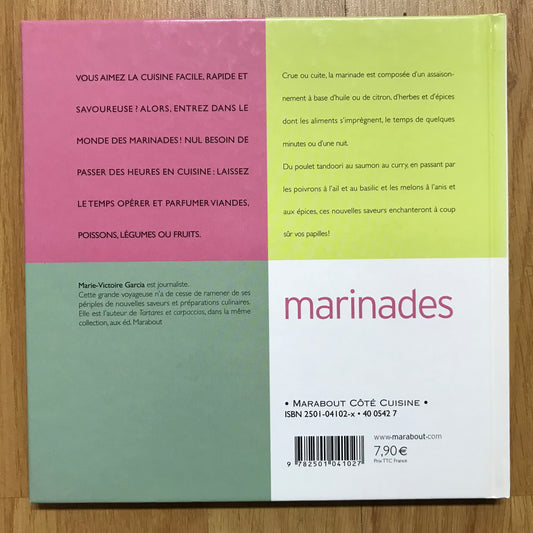 VOUS AIMEZ LA CUISINE FACILE, RAPIDE ET
SAVOUREUSE ? ALORS, ENTREZ DANS LE
MONDE DES MARINADES ! NUL BESOIN DE
PASSER DES HEURES EN CUISINE : LAISSEZ
LE TEMPS OPÉRER ET PARFUMER VIANDES,
POISSONS, LÉGUMES OU FRUITS.
Crue ou cuite, la marinade est composée d'un assaison-
nement à base d'huile ou de citron, d'herbes et d'épices
dont les aliments s'imprègnent, le temps de quelques
minutes ou d'une nuit.
Du poulet tandoori au saumon au curry, en passant par
les poivrons à l'ail et au basilic et les melons à l'anis et
aux épices, ces nouvelles saveurs enchanteront à coup
sûr vos papilles !
Marie-Victoire Garcia est journaliste.
Cette grande voyageuse n'a de cesse de ramener de ses
périples de nouvelles saveurs et préparations culinaires.
Elle est l'auteur de Tartares et carpaccios, dans la même
collection, aux éd. Marabout
marinades
• MARABOUT CÔTÉ CUISINE •
ISBN 2501-04102-x • 40 0542 7
www.marabout.com
7,90 €
Prix TTC France
9 782501 041027